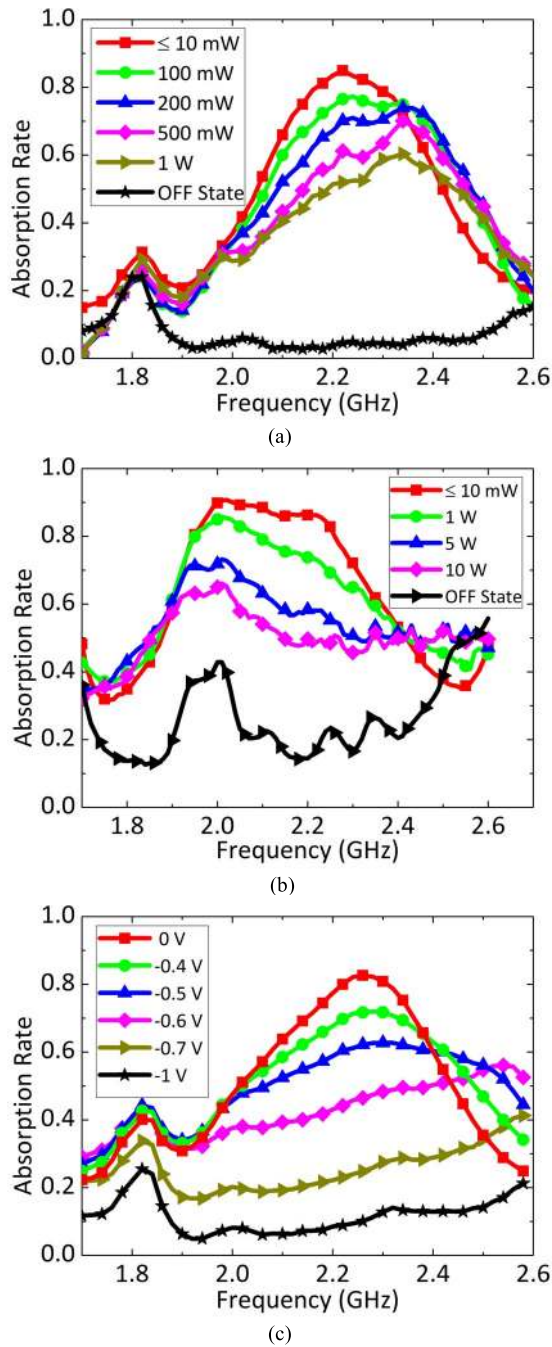 1.0
0.8
0.6
0.4
0.2
0.0
Absorption Rate
≤ 10 mW
100 mW
200 mW
500 mW
1 W
OFF State
1.8 2.0 2.2 2.4 2.6
Frequency (GHz)
(a)
1.0
0.8
0.6
0.4
0.2
0.0
Absorption Rate
≤ 10 mW
1 W
5 W
10 W
OFF State
1.8 2.0 2.2 2.4 2.6
Frequency (GHz)
(b)
1.0
0.8
0.6
0.4
0.2
0.0
Absorption Rate
0 V
-0.4 V
-0.5 V
-0.6 V
-0.7 V
-1 V
1.8 2.0 2.2 2.4 2.6
Frequency (GHz)
(c)